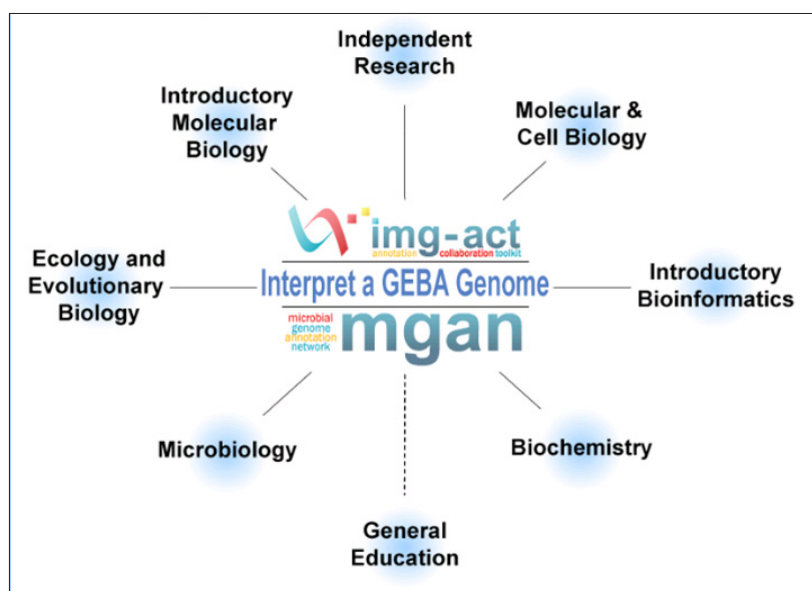 Independent
Research
Introductory
Molecular
Biology
Molecular &
Cell Biology
img-act
annotation collaboration toolkit
Ecology and
Evolutionary
Biology
Interpret a GEBA Genome
Introductory
Bioinformatics
microbial
genome
annotation
network
mgan
Microbiology
Biochemistry
General
Education